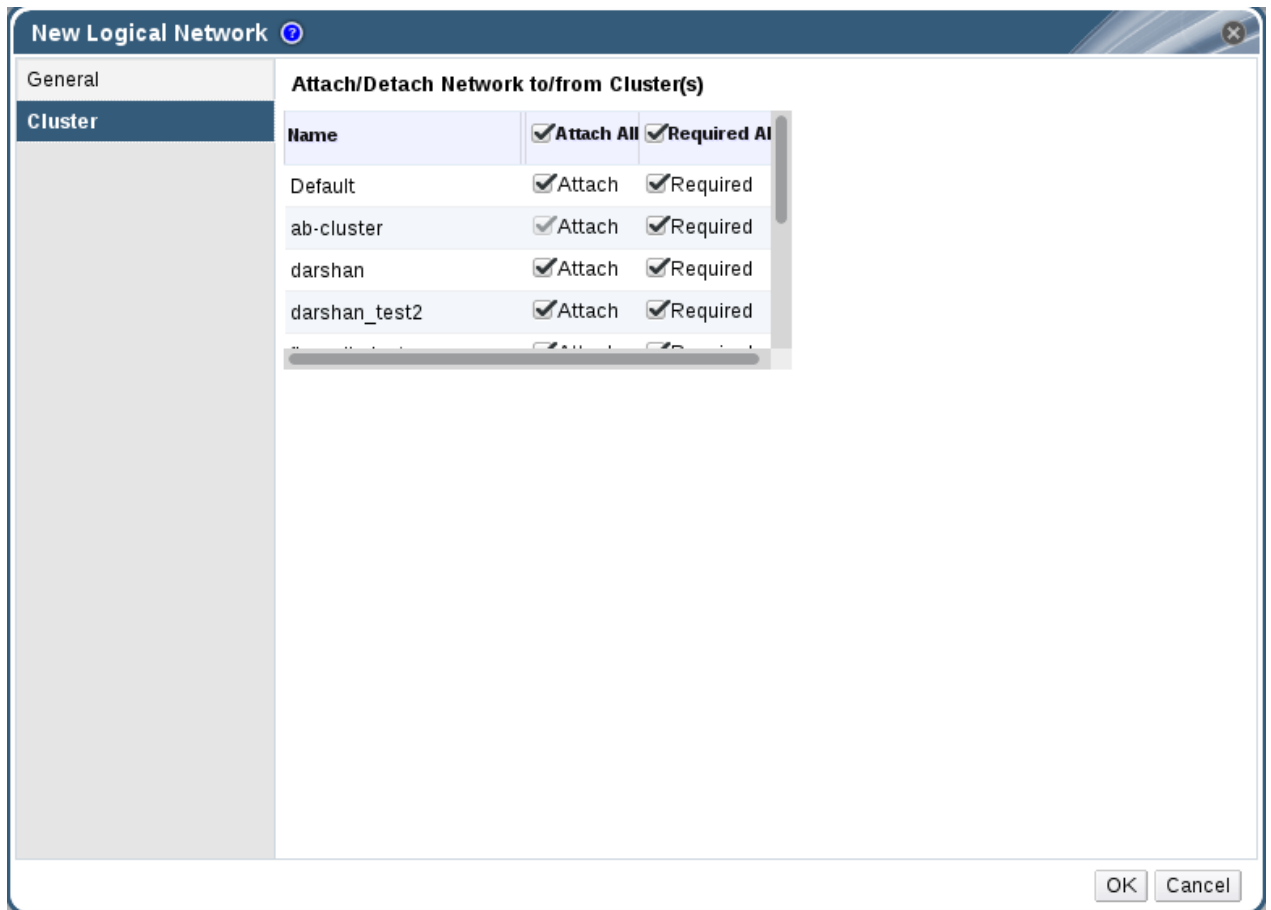 New Logical Network ?
General
Cluster
Attach/Detach Network to/from Cluster(s)
Name Attach All Required Al
Default Attach Required
ab-cluster Attach Required
darshan Attach Required
darshan_test2 Attach Required
OK Cancel